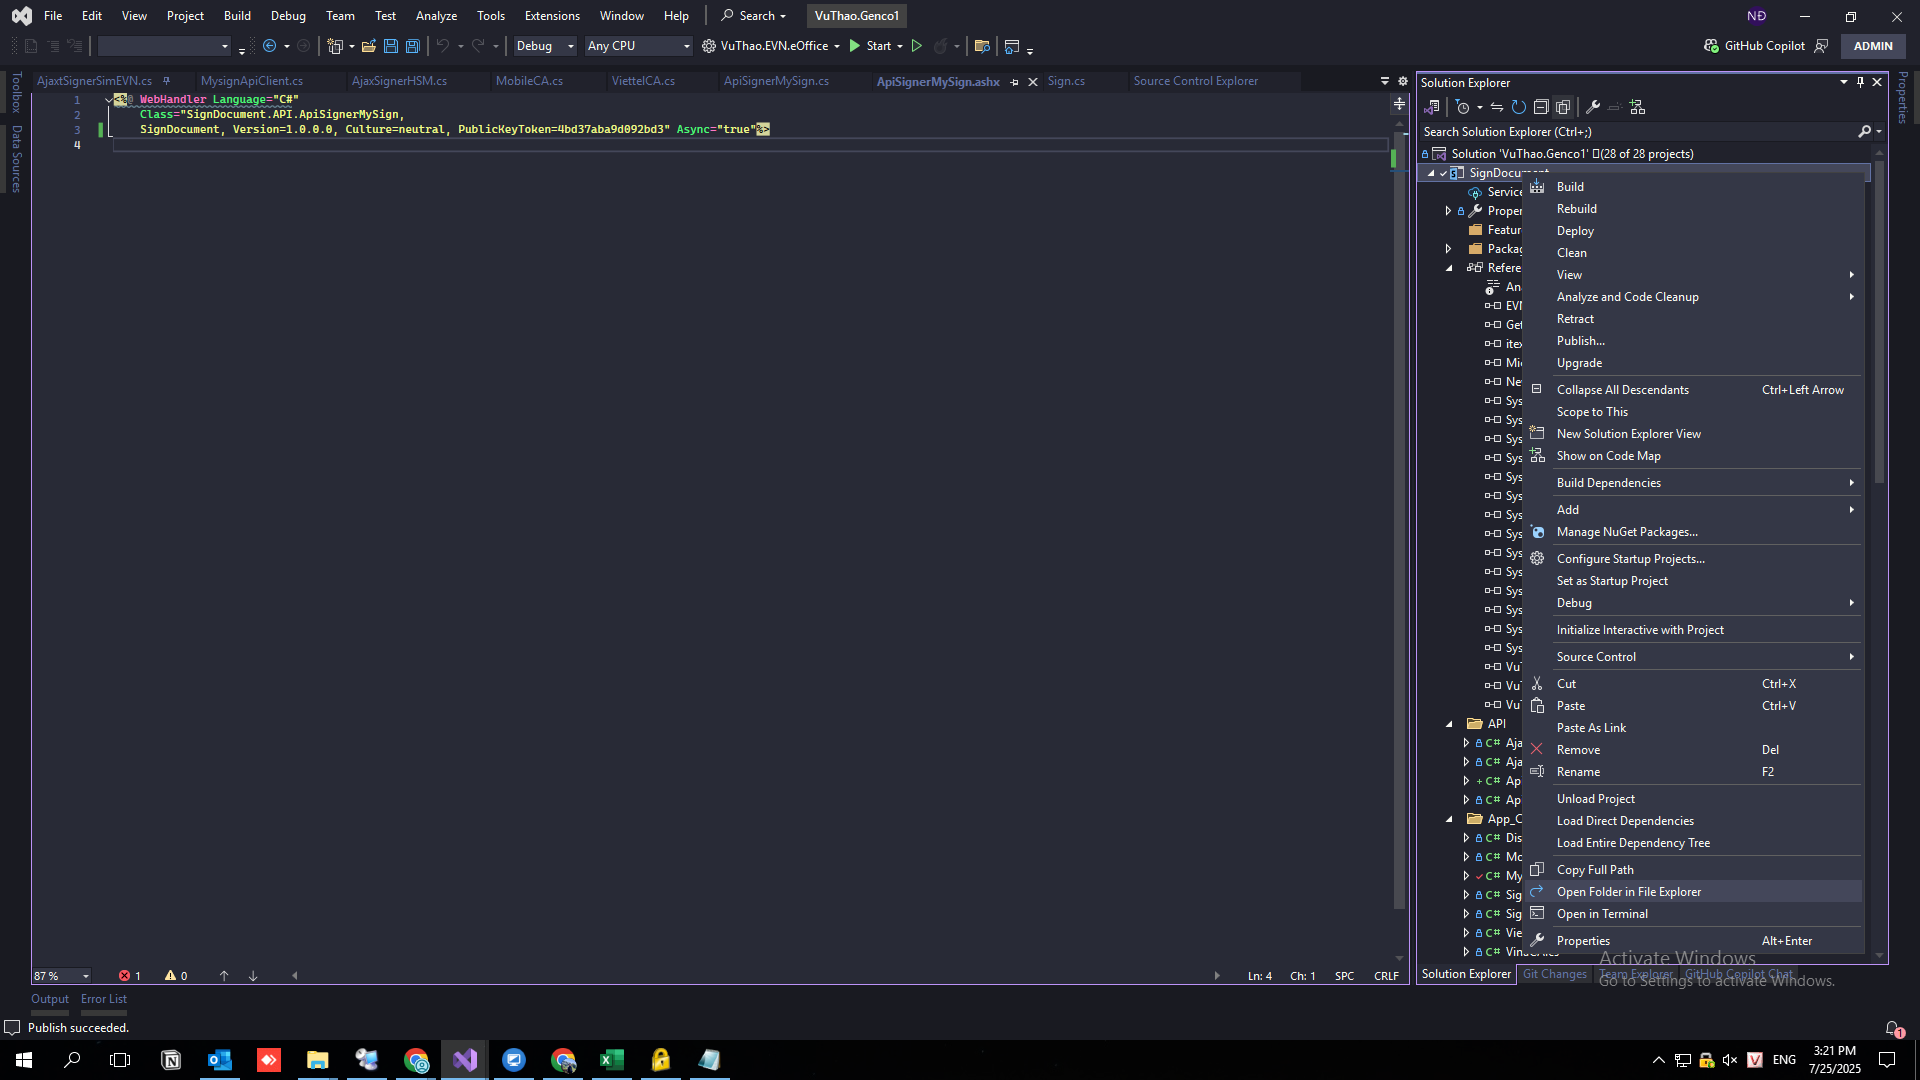 File Edit View Project Build Debug Team Test Analyze Tools Extensions Window Help Search VuThao.Genco1 NĐ
Debug Any CPU VuThao.EVN.eOffice Start GitHub Copilot ADMIN
Toolbox
Data Sources
AjaxtSignerSimEVN.cs MysignApiClient.cs AjaxSignerHSM.cs MobileCA.cs ViettelCA.cs ApiSignerMySign.cs ApiSignerMySign.ashx Sign.cs Source Control Explorer
1 <%@ WebHandler Language="C#"
2 Class="SignDocument.API.ApiSignerMySign,
3 SignDocument, Version=1.0.0.0, Culture=neutral, PublicKeyToken=4bd37aba9d092bd3" Async="true"%>
4
87 % 1 0 Ln: 4 Ch: 1 SPC CRLF
Solution Explorer
Search Solution Explorer (Ctrl+;)
Solution 'VuThao.Genco1' (28 of 28 projects)
SignDocument
Service
Proper
Featur
Packag
Refere
An
EVN
Get
itex
Mic
Nev
Sys
Sys
Sys
Sys
Sys
Sys
Sys
Sys
Sys
Sys
Sys
Sys
Sys
Sys
VuT
VuT
VuT
API
C# Aja
C# Aja
C# Ap
C# Ap
App_C
C# Dis
C# Mo
C# My
C# Sig
C# Sig
C# Vie
C# VinaCAies
Build
Rebuild
Deploy
Clean
View
Analyze and Code Cleanup
Retract
Publish...
Upgrade
Collapse All Descendants Ctrl+Left Arrow
Scope to This
New Solution Explorer View
Show on Code Map
Build Dependencies
Add
Manage NuGet Packages...
Configure Startup Projects...
Set as Startup Project
Debug
Initialize Interactive with Project
Source Control
Cut Ctrl+X
Paste Ctrl+V
Paste As Link
Remove Del
Rename F2
Unload Project
Load Direct Dependencies
Load Entire Dependency Tree
Copy Full Path
Open Folder in File Explorer
Open in Terminal
Properties Alt+Enter
Solution Explorer Git Changes Team Explorer GitHub Copilot Chat
Activate Windows
Go to Settings to activate Windows.
Properties
Output Error List
Publish succeeded.
1
ENG
3:21 PM
7/25/2025